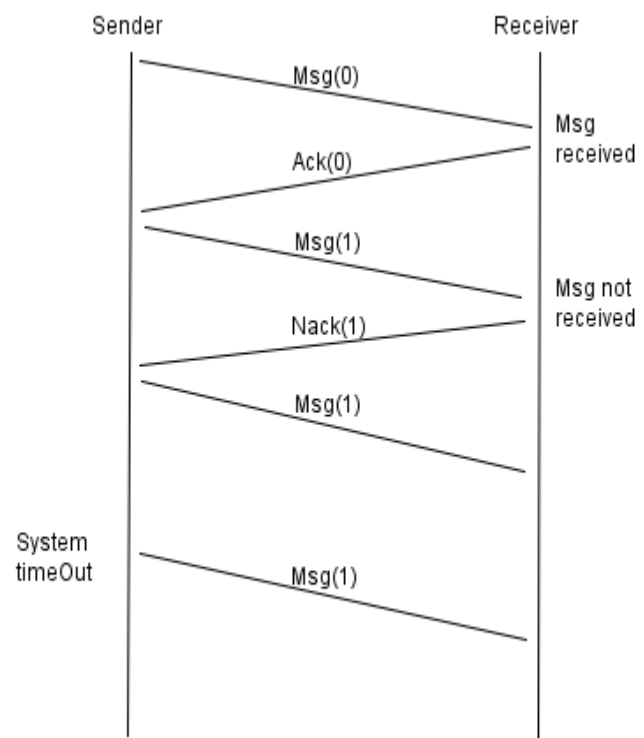 Sender
Receiver
Msg(0)
Msg
received
Ack(0)
Msg(1)
Msg not
received
Nack(1)
Msg(1)
System
timeOut
Msg(1)